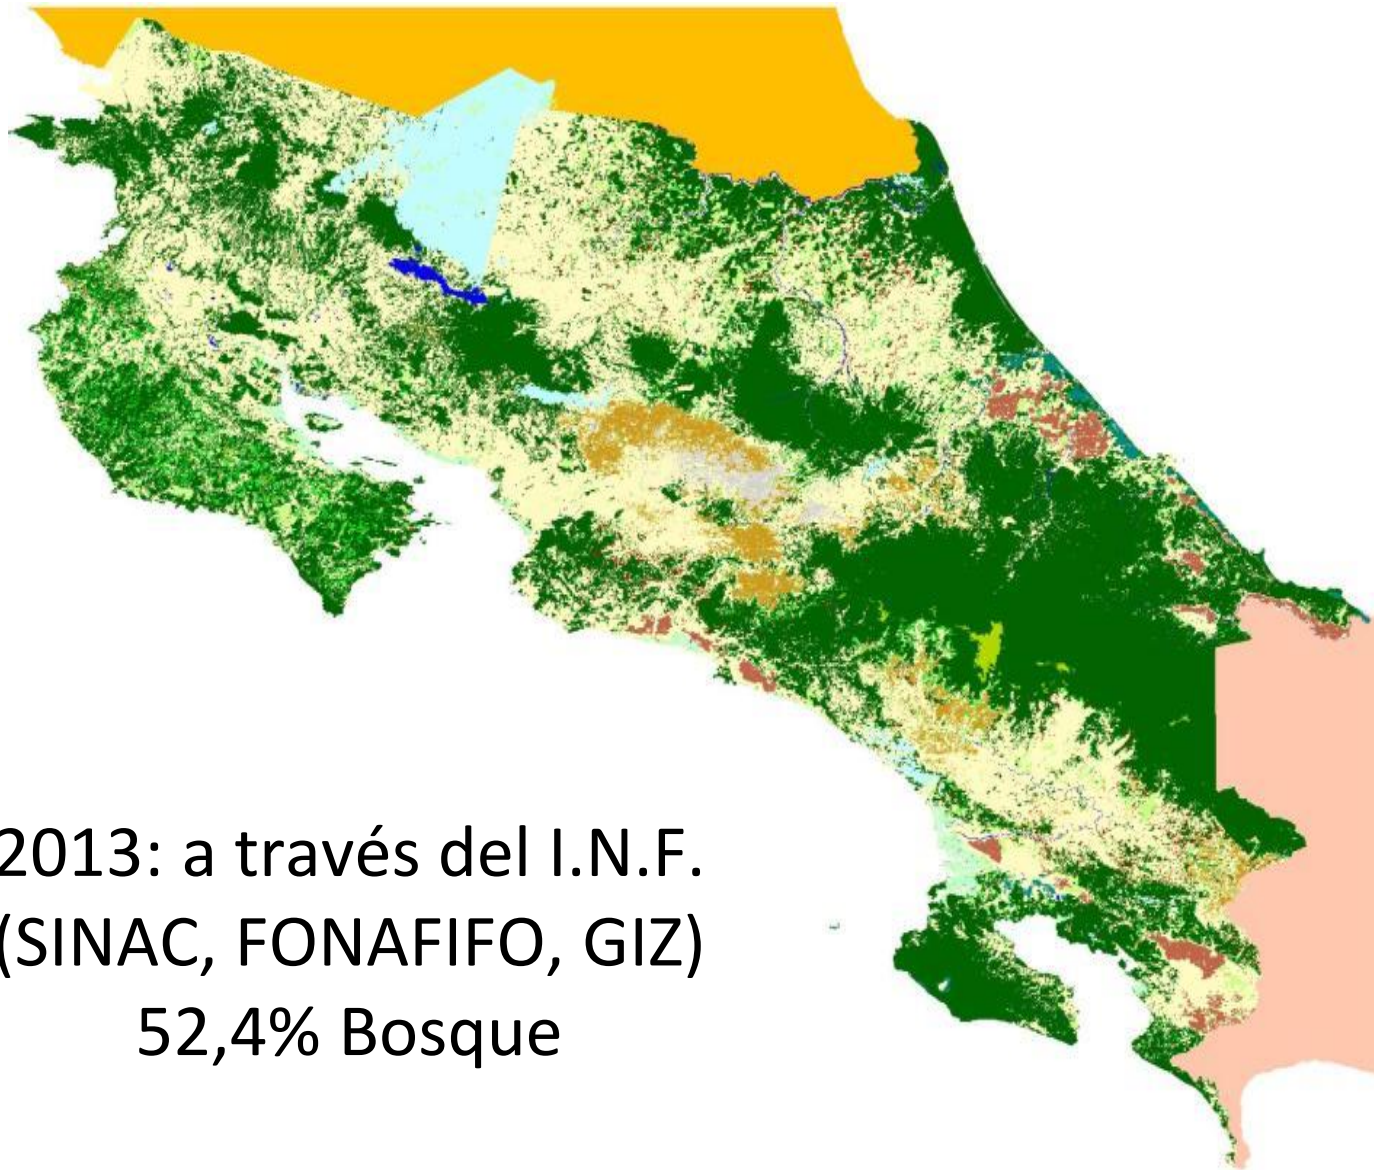 2013: a través del I.N.F.
(SINAC, FONAFIFO, GIZ)
52,4% Bosque